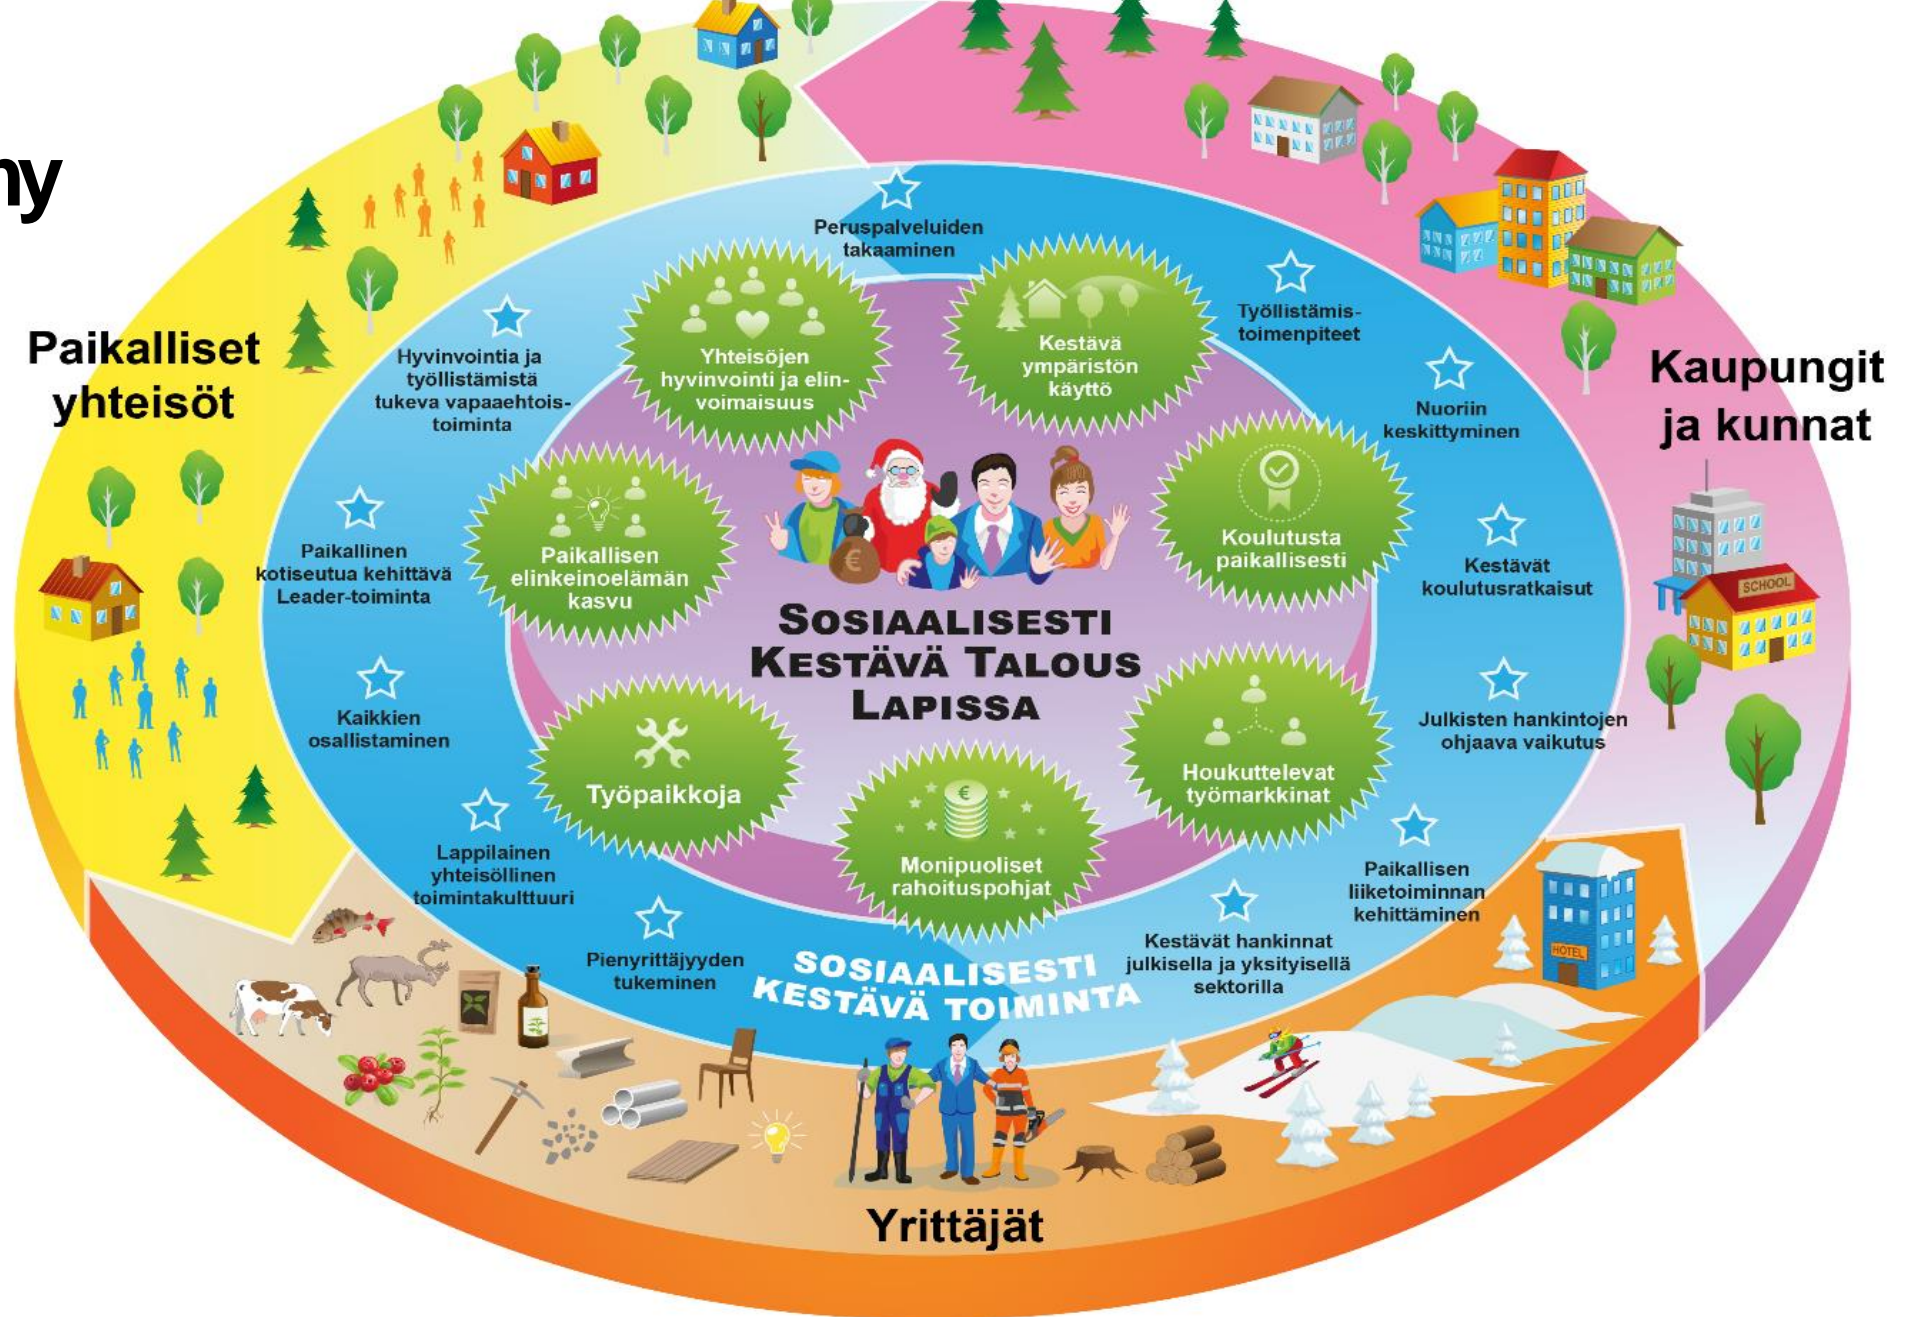 ny
Paikalliset
yhteisöt
Kaupungit
ja kunnat
Yrittäjät
Peruspalveluiden
takaaminen
Työllistämis-
toimenpiteet
Nuoriin
keskittyminen
Kestävät
koulutusratkaisut
Julkisten hankintojen
ohjaava vaikutus
Paikallisen
liiketoiminnan
kehittäminen
Kestävät hankinnat
julkisella ja yksityisellä
sektorilla
Pienyrittäjyyden
tukeminen
Lappilainen
yhteisöllinen
toimintakulttuuri
Kaikkien
osallistaminen
Paikallinen
kotiseutua kehittävä
Leader-toiminta
Hyvinvointia ja
työllistämistä
tukeva vapaaehtois-
toiminta
Yhteisöjen
hyvinvointi ja elin-
voimaisuus
Kestävä
ympäristön
käyttö
Koulutusta
paikallisesti
Houkuttelevat
työmarkkinat
€
Monipuoliset
rahoituspohjat
Työpaikkoja
Paikallisen
elinkeinoelämän
kasvu
€
SOSIAALISESTI
KESTÄVÄ TALOUS
LAPISSA
SOSIAALISESTI
KESTÄVÄ TOIMINTA
SCHOOL
HOTEL